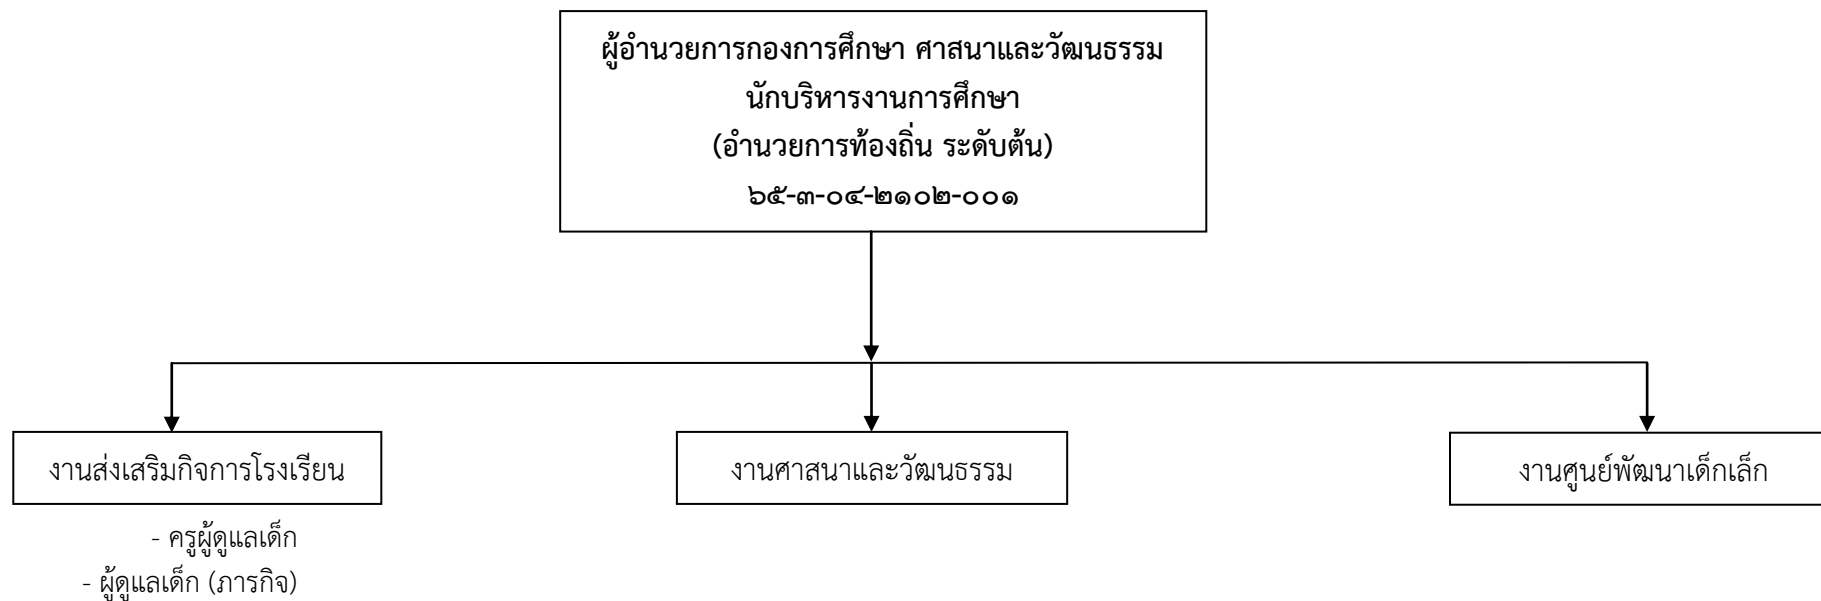 ผู้อำนวยการกองการศึกษา ศาสนาและวัฒนธรรม
นักบริหารงานการศึกษา
(อำนวยการท้องถิ่น ระดับต้น)
๖๕-๓-๐๔-๒๑๐๒-๐๐๑
งานส่งเสริมกิจการโรงเรียน
งานศาสนาและวัฒนธรรม
งานศูนย์พัฒนาเด็กเล็ก
- ครูผู้ดูแลเด็ก
- ผู้ดูแลเด็ก (ภารกิจ)